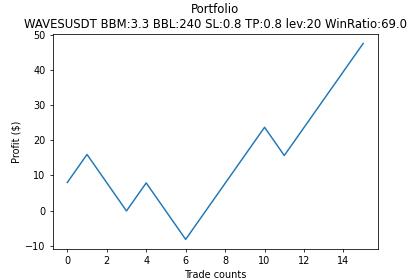 Portfolio
WAVESUSDT BBM:3.3 BBL:240 SL:0.8 TP:0.8 lev:20 WinRatio:69.0
50
40
30
20
10
0
−10
Profit ($)
0 2 4 6 8 10 12 14
Trade counts